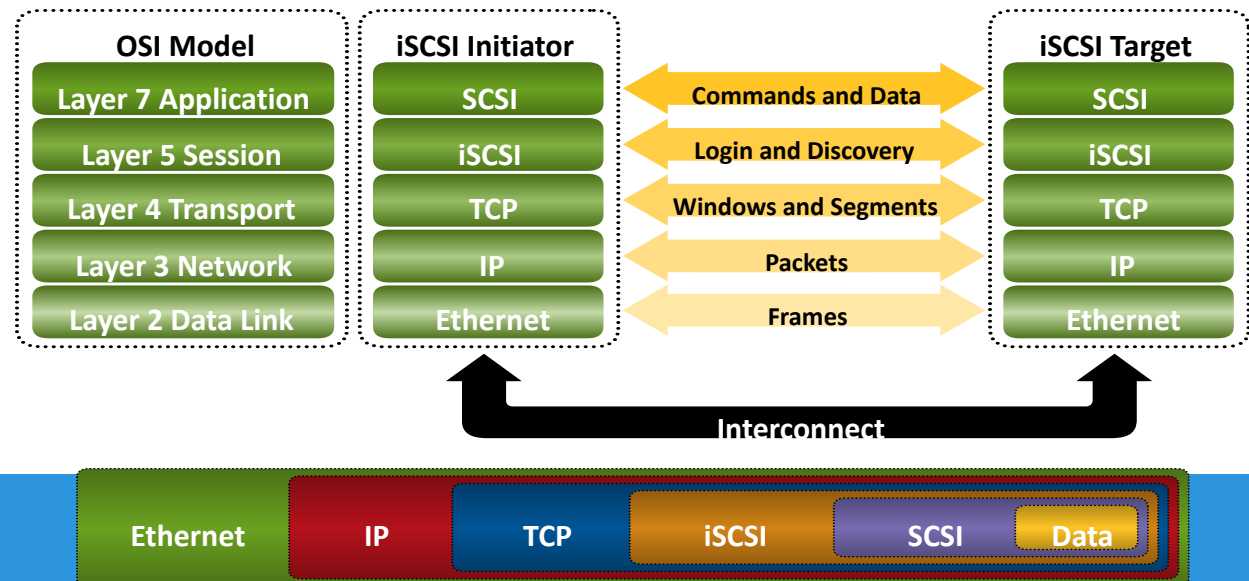 OSI Model
iSCSI Initiator
iSCSI Target
Layer 7 Application
SCSI
Commands and Data
SCSI
Layer 5 Session
iSCSI
Login and Discovery
iSCSI
Layer 4 Transport
TCP
Windows and Segments
TCP
Layer 3 Network
IP
Packets
IP
Layer 2 Data Link
Ethernet
Frames
Ethernet
Interconnect
Ethernet
IP
TCP
iSCSI
SCSI
Data